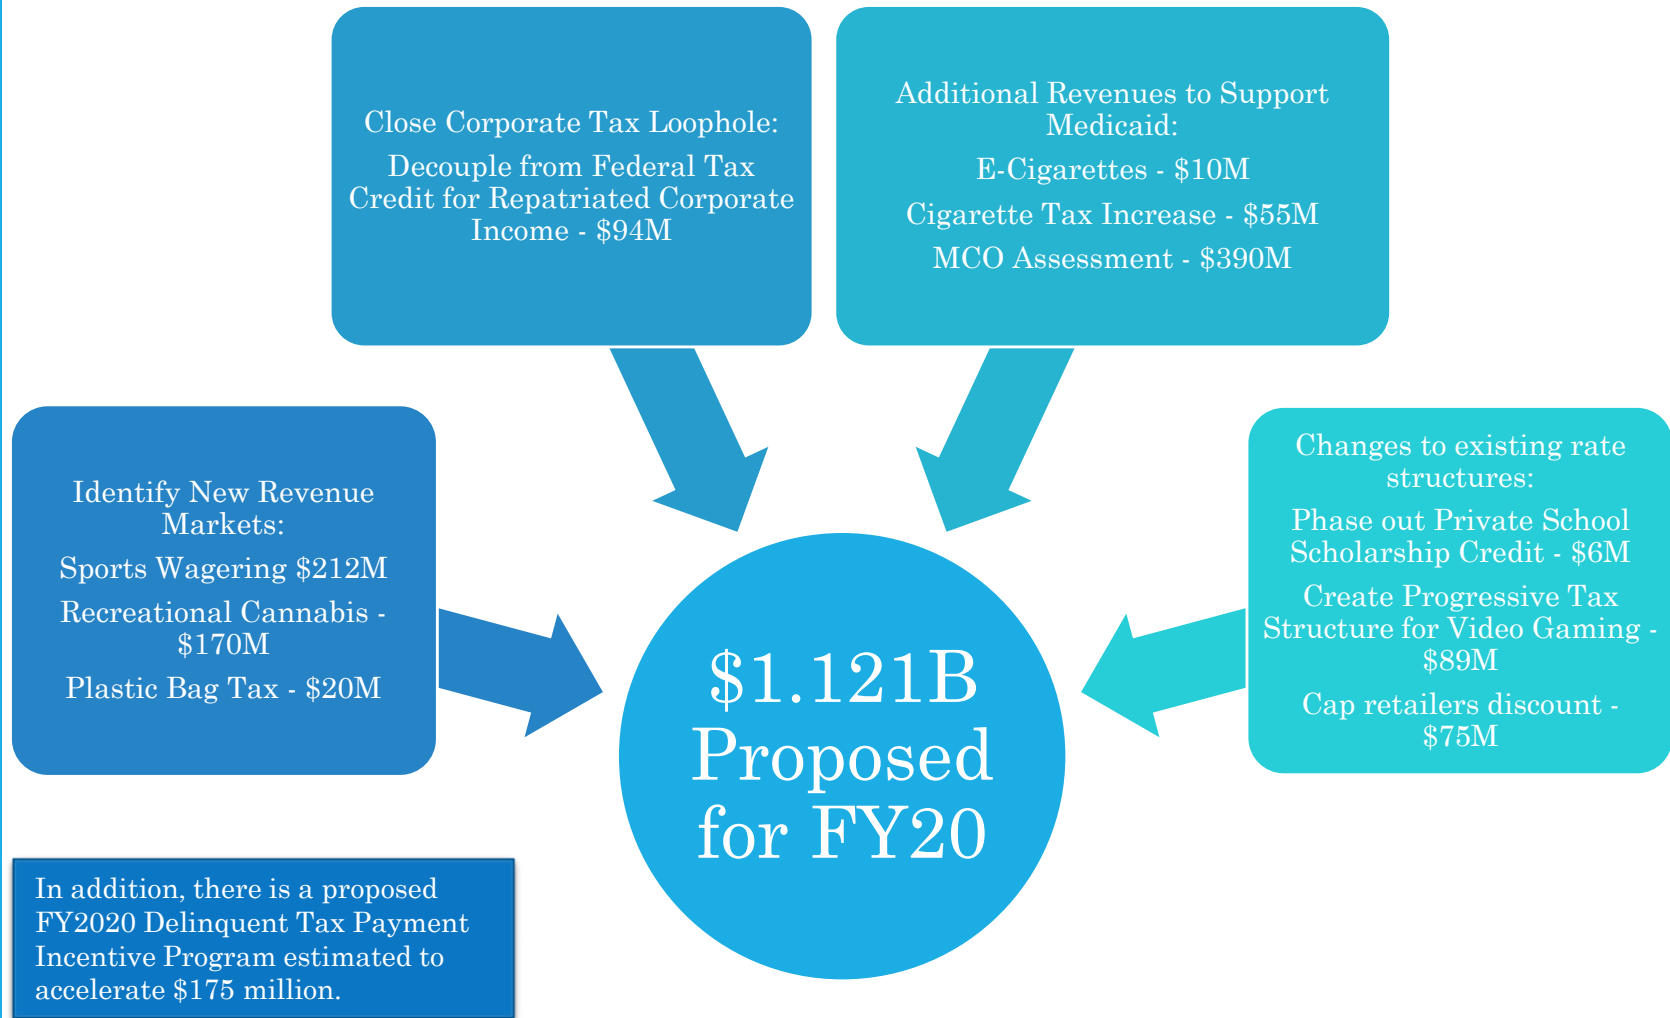 Close Corporate Tax Loophole:
Decouple from Federal Tax
Credit for Repatriated Corporate
Income - $94M
Additional Revenues to Support
Medicaid:
E-Cigarettes - $10M
Cigarette Tax Increase - $55M
MCO Assessment - $390M
Identify New Revenue
Markets:
Sports Wagering $212M
Recreational Cannabis -
$170M
Plastic Bag Tax - $20M
Changes to existing rate
structures:
Phase out Private School
Scholarship Credit - $6M
Create Progressive Tax
Structure for Video Gaming -
$89M
Cap retailers discount -
$75M
$1.121B
Proposed
for FY20
In addition, there is a proposed
FY2020 Delinquent Tax Payment
Incentive Program estimated to
accelerate $175 million.